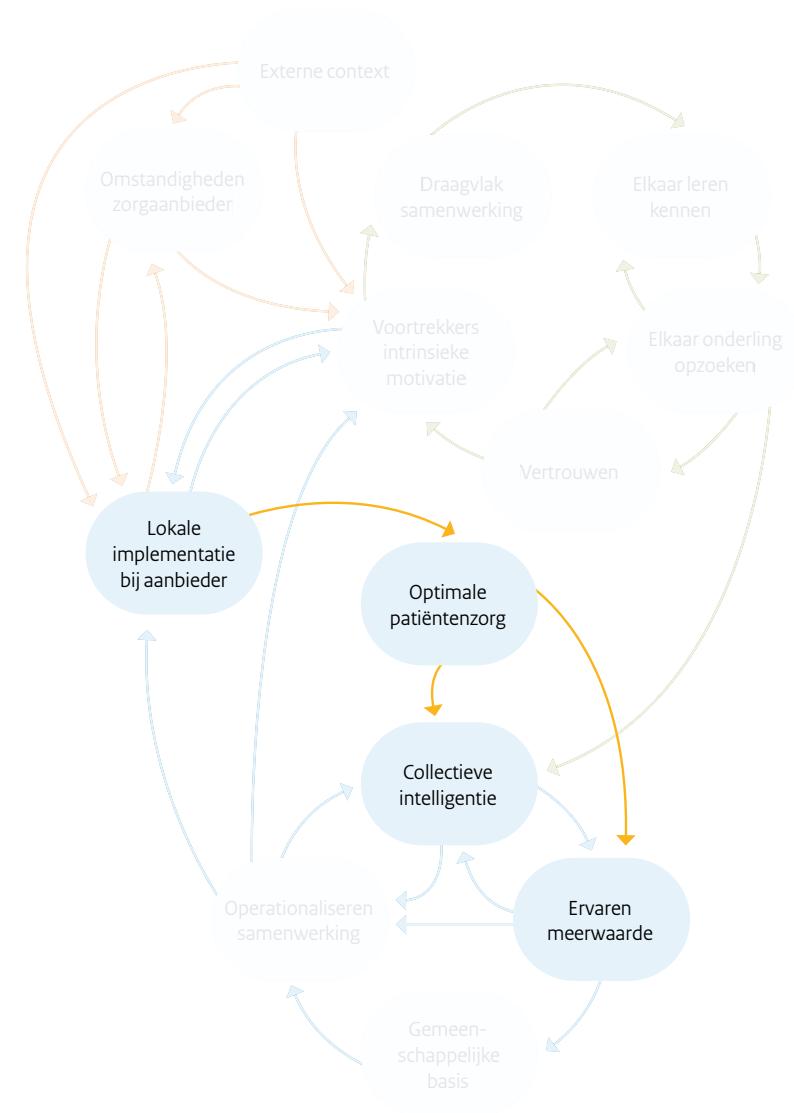 Externe context
Omstandigheden
zorgaanbieder
Draagvlak
samenwerking
Elkaar leren
kennen
Voortrekkers
intrinsieke
motivatie
Elkaar onderling
opzoeken
Vertrouwen
Lokale
implementatie
bij aanbieder
Optimale
patiëntenzorg
Collectieve
intelligentie
Operationaliseren
samenwerking
Ervaren
meerwaarde
Gemeen-
schappelijke
basis